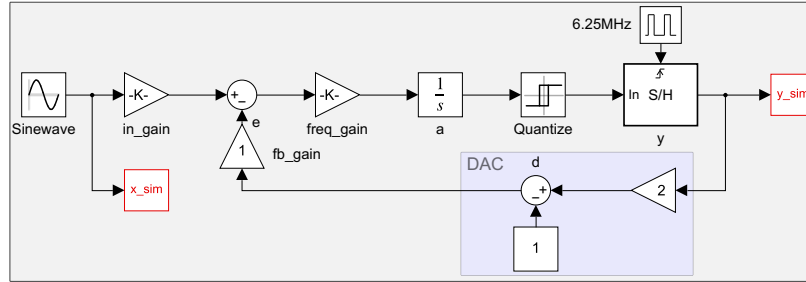 6.25MHz
Sinewave
-K-
in_gain
+
−
e
-K-
freq_gain
1
s
a
Quantize
In S/H
y
y_sim
x_sim
1
fb_gain
DAC
d
−
+
2
1